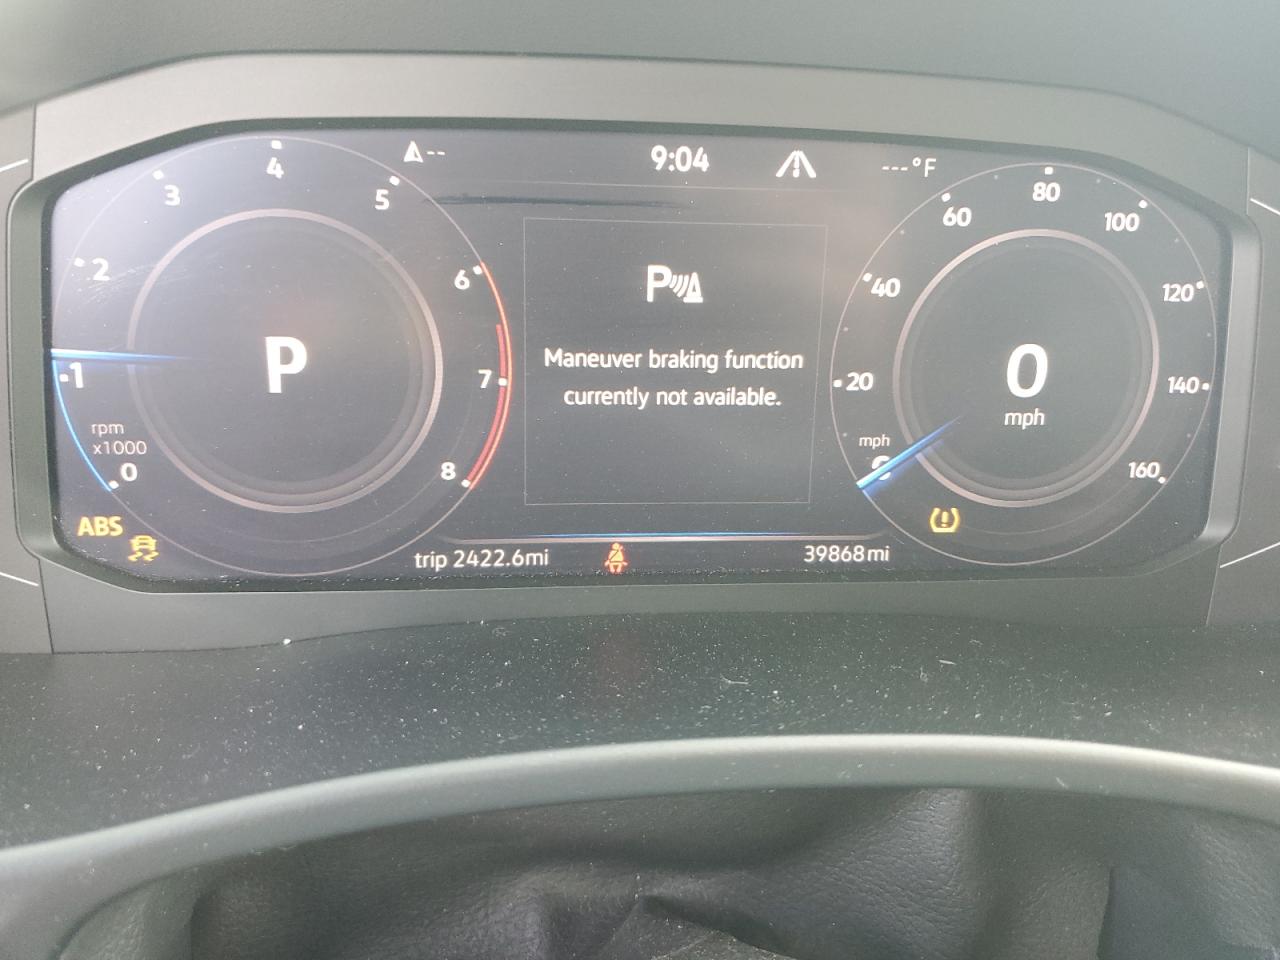 --
9:04
---°F
4
3
5
2
6
1
7
rpm
x1000
0
8
P
P
Maneuver braking function
currently not available.
80
60
100
40
120
20
140
mph
0
160
0
mph
ABS
trip 2422.6mi
39868mi